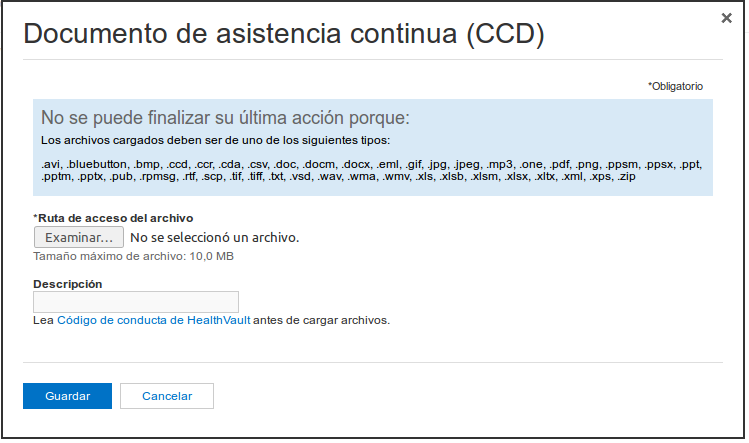 Documento de asistencia continua (CCD)
*Obligatorio
No se puede finalizar su última acción porque:
Los archivos cargados deben ser de uno de los siguientes tipos:
.avi, .bluebutton, .bmp, .ccd, .ccr, .cda, .csv, .doc, .docm, .docx, .eml, .gif, .jpg, .jpeg, .mp3, .one, .pdf, .png, .ppsm, .ppsx, .ppt,
.pptm, .pptx, .pub, .rpmsg, .rtf, .scp, .tif, .tiff, .txt, .vsd, .wav, .wma, .wmv, .xls, .xlsb, .xlsm, .xlsx, .xltx, .xml, .xps, .zip
*Ruta de acceso del archivo
Examinar... No se seleccionó un archivo.
Tamaño máximo de archivo: 10,0 MB
Descripción
Lea Código de conducta de HealthVault antes de cargar archivos.
Guardar Cancelar